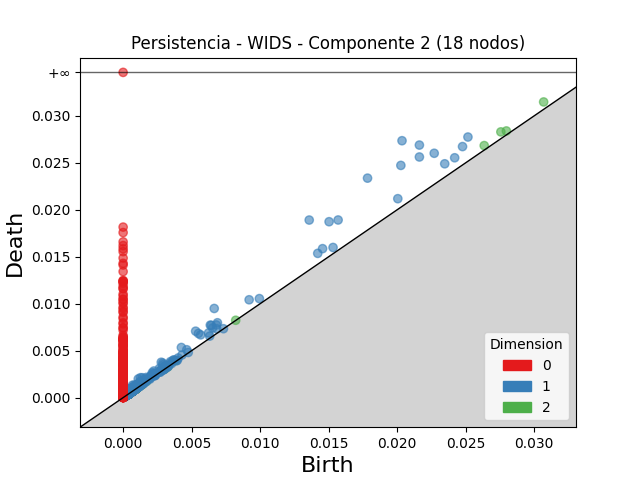 Persistencia - WIDS - Componente 2 (18 nodos)
+∞
0.030
0.025
0.020
0.015
0.010
0.005
0.000
Death
Dimension
0
1
2
0.000 0.005 0.010 0.015 0.020 0.025 0.030
Birth